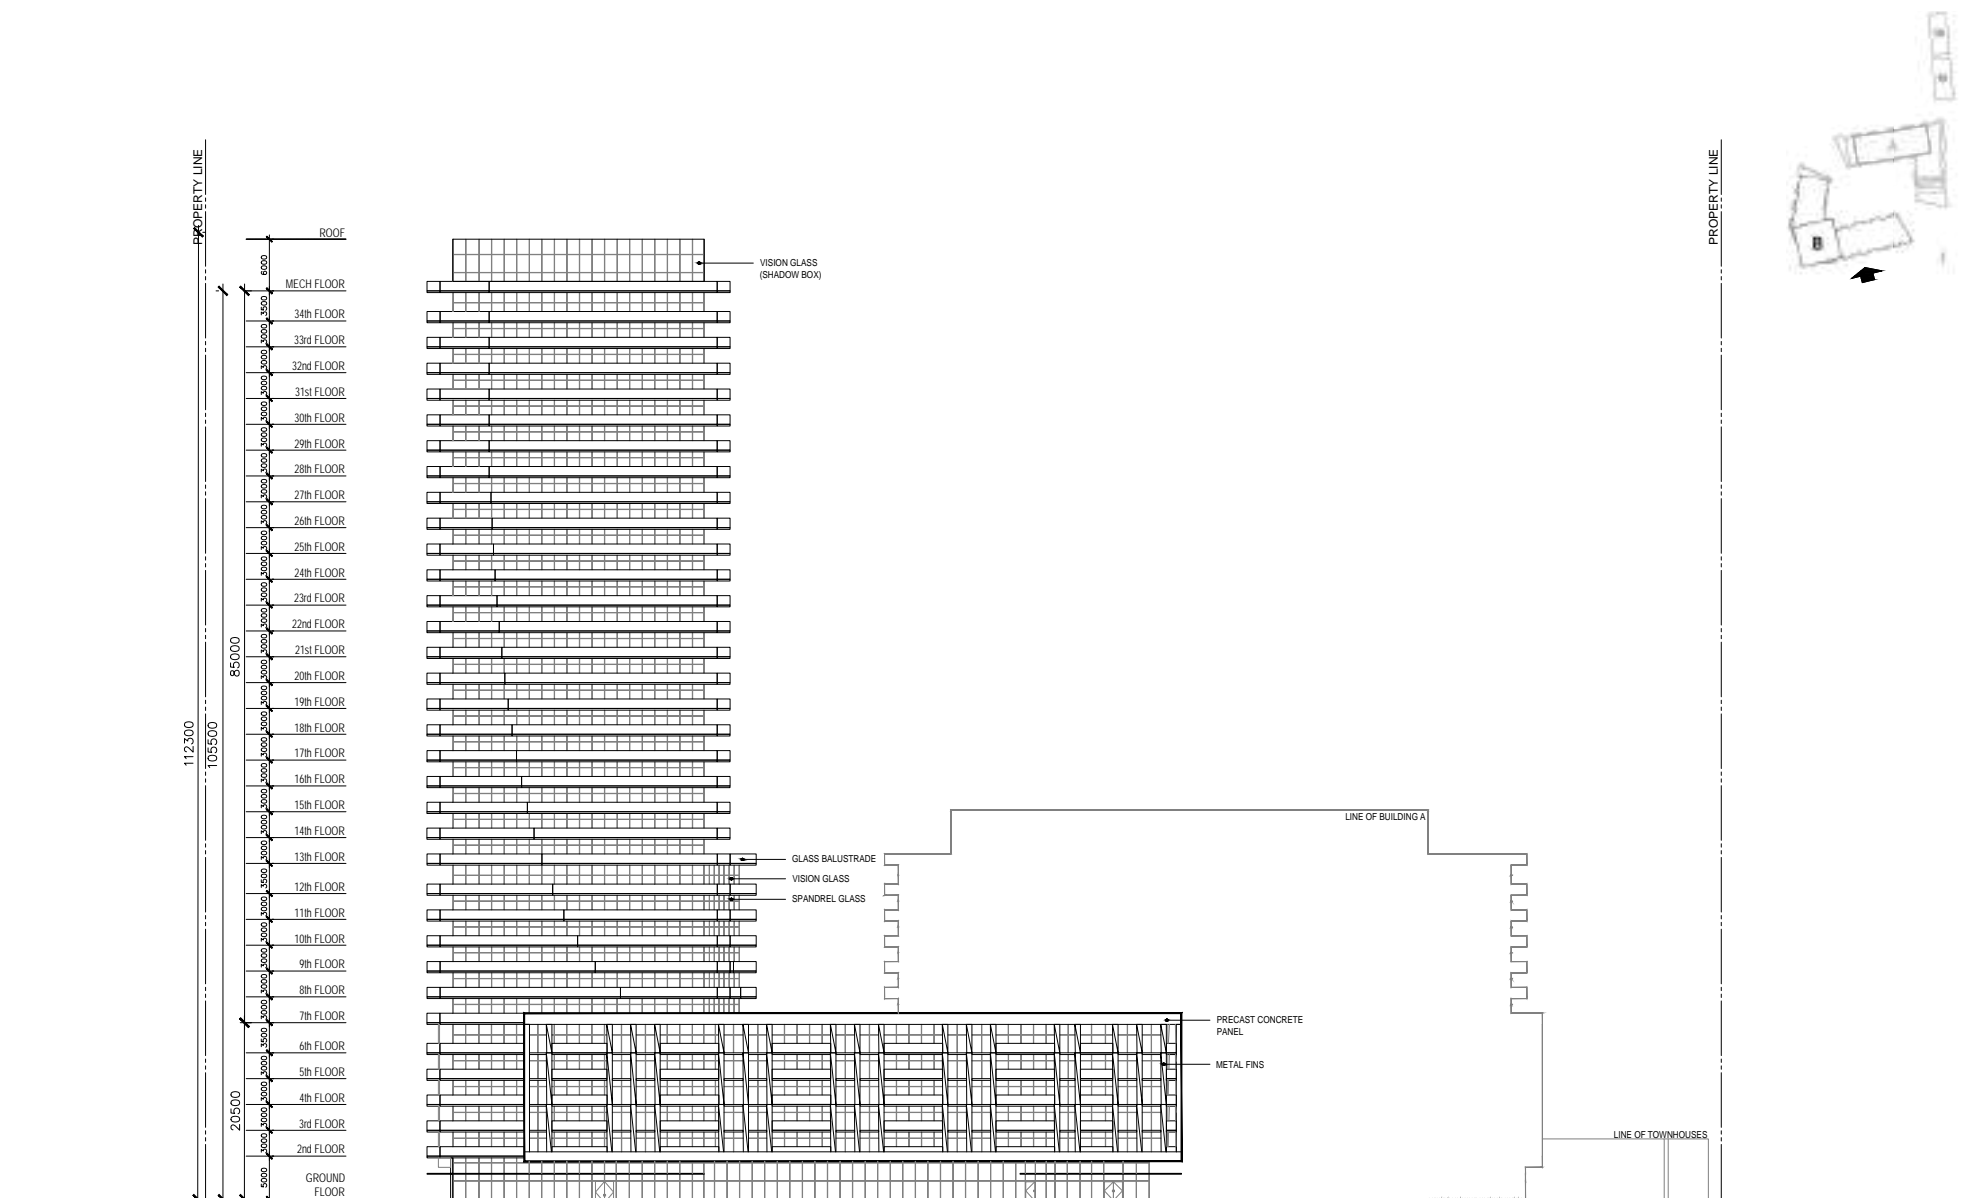 PROPERTY LINE
PROPERTY LINE
A
B
ROOF
6000
VISION GLASS
(SHADOW BOX)
MECH FLOOR
3500
34th FLOOR
3000
33rd FLOOR
3000
32nd FLOOR
3000
31st FLOOR
3000
30th FLOOR
3000
29th FLOOR
3000
28th FLOOR
3000
27th FLOOR
3000
26th FLOOR
3000
25th FLOOR
3000
24th FLOOR
3000
23rd FLOOR
3000
22nd FLOOR
3000
21st FLOOR
3000
20th FLOOR
3000
19th FLOOR
3000
18th FLOOR
3000
17th FLOOR
3000
16th FLOOR
3000
15th FLOOR
3000
14th FLOOR
3000
13th FLOOR
3500
12th FLOOR
3000
11th FLOOR
3000
10th FLOOR
3000
9th FLOOR
3000
8th FLOOR
3000
7th FLOOR
3500
6th FLOOR
3000
5th FLOOR
3000
4th FLOOR
3000
3rd FLOOR
3000
2nd FLOOR
5000
GROUND
FLOOR
85000
112300
105500
20500
LINE OF BUILDING A
GLASS BALUSTRADE
VISION GLASS
SPANDREL GLASS
PRECAST CONCRETE
PANEL
METAL FINS
LINE OF TOWNHOUSES